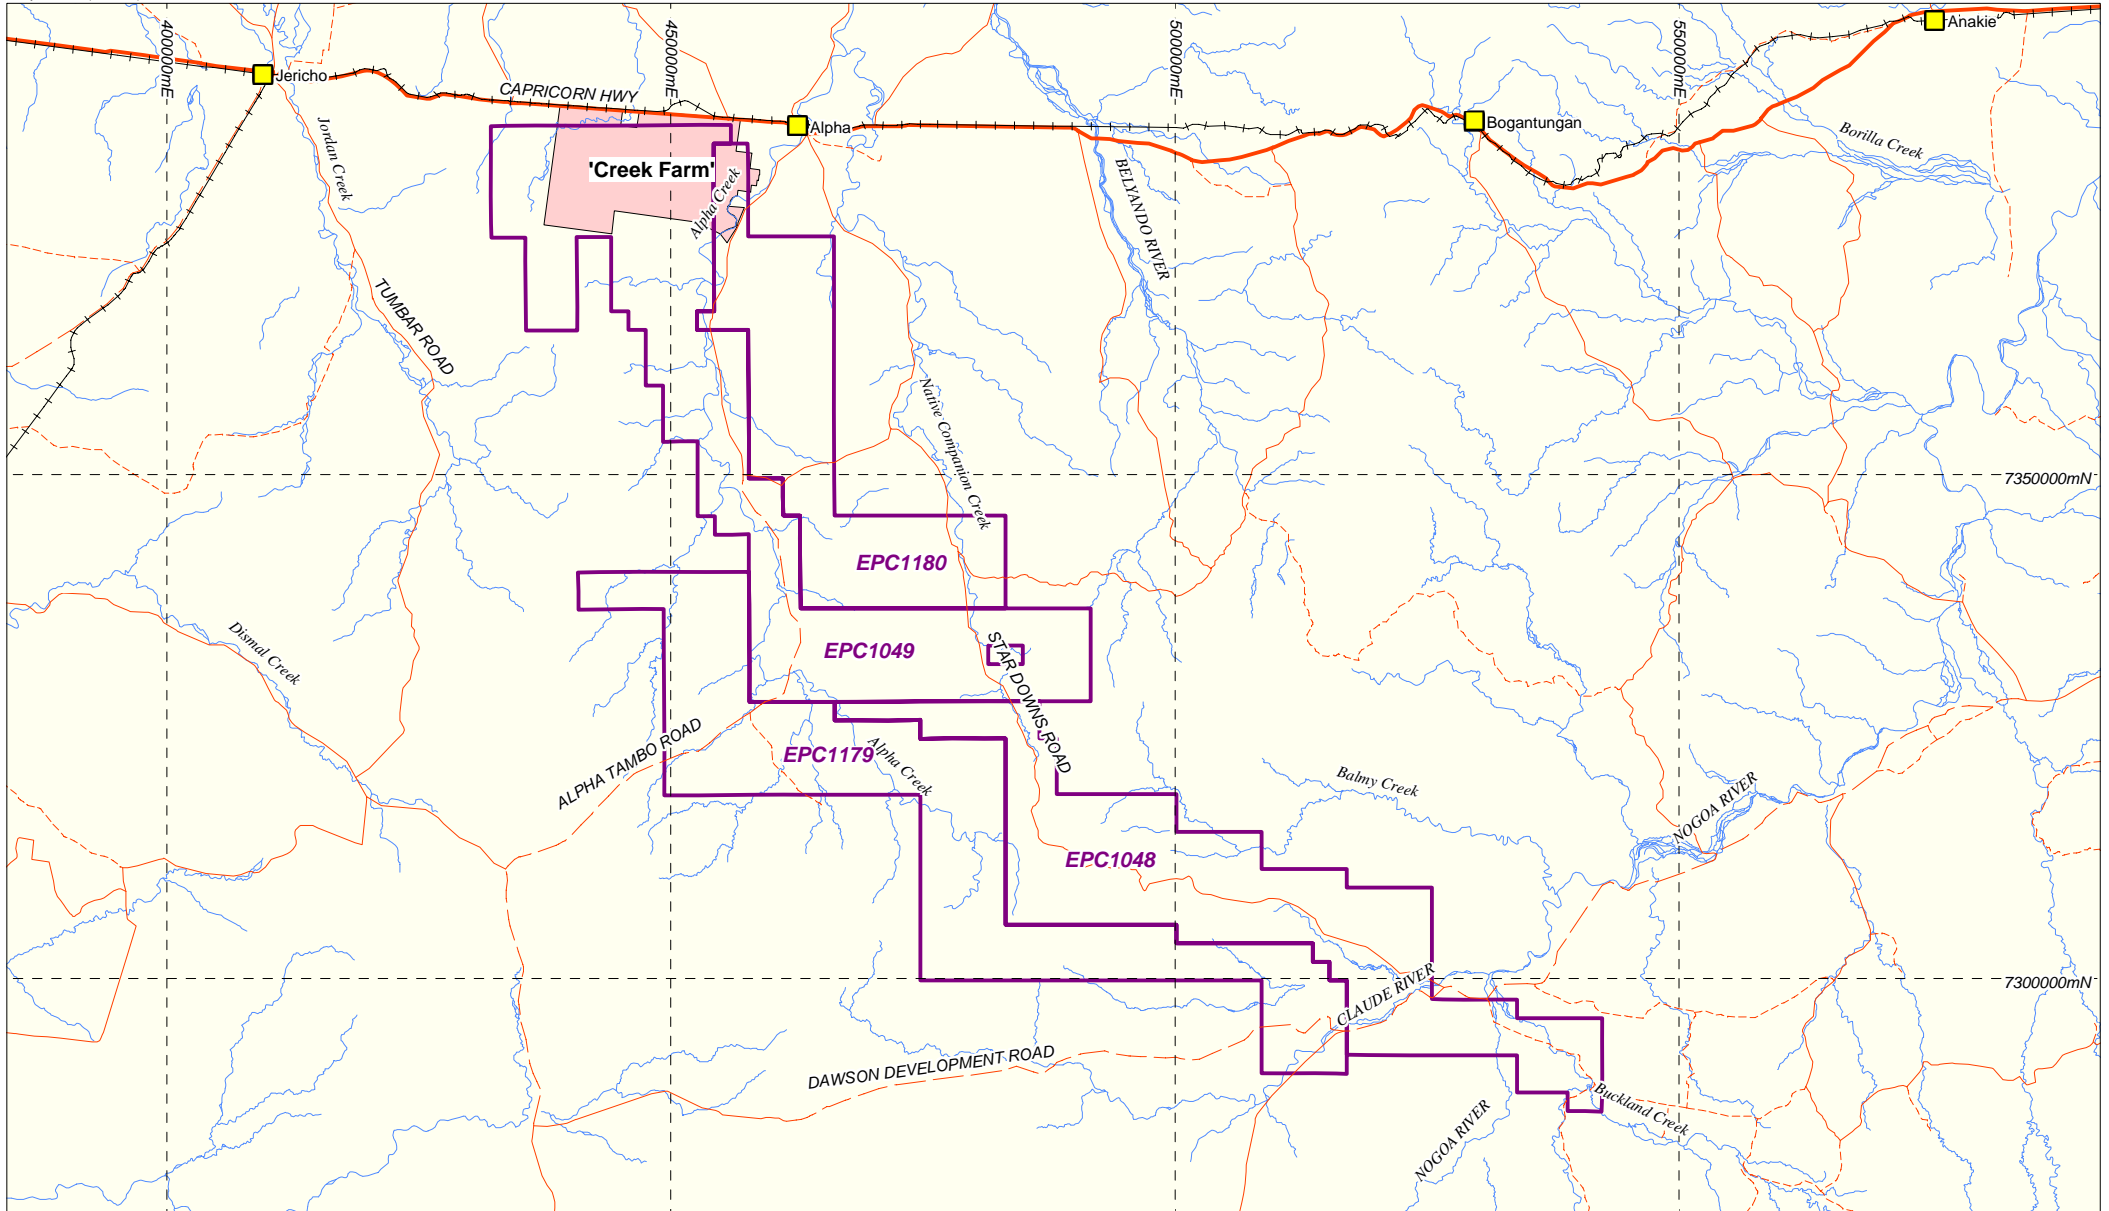 400000mE
450000mE
500000mE
550000mE
Anakie
Jericho
CAPRICORN HWY
Alpha
Bogantungan
Jordan Creek
Borilla Creek
'Creek Farm'
Alpha Creek
BELYANDO RIVER
TUMBAR ROAD
Native Companion Creek
7350000mN
EPC1180
Dismal Creek
EPC1049
STAR DOWNS ROAD
ALPHA TAMBO ROAD
EPC1179
Alpha Creek
Balmy Creek
NOGOA RIVER
EPC1048
7300000mN
CLAUDE RIVER
DAWSON DEVELOPMENT ROAD
Buckland Creek
NOGOA RIVER